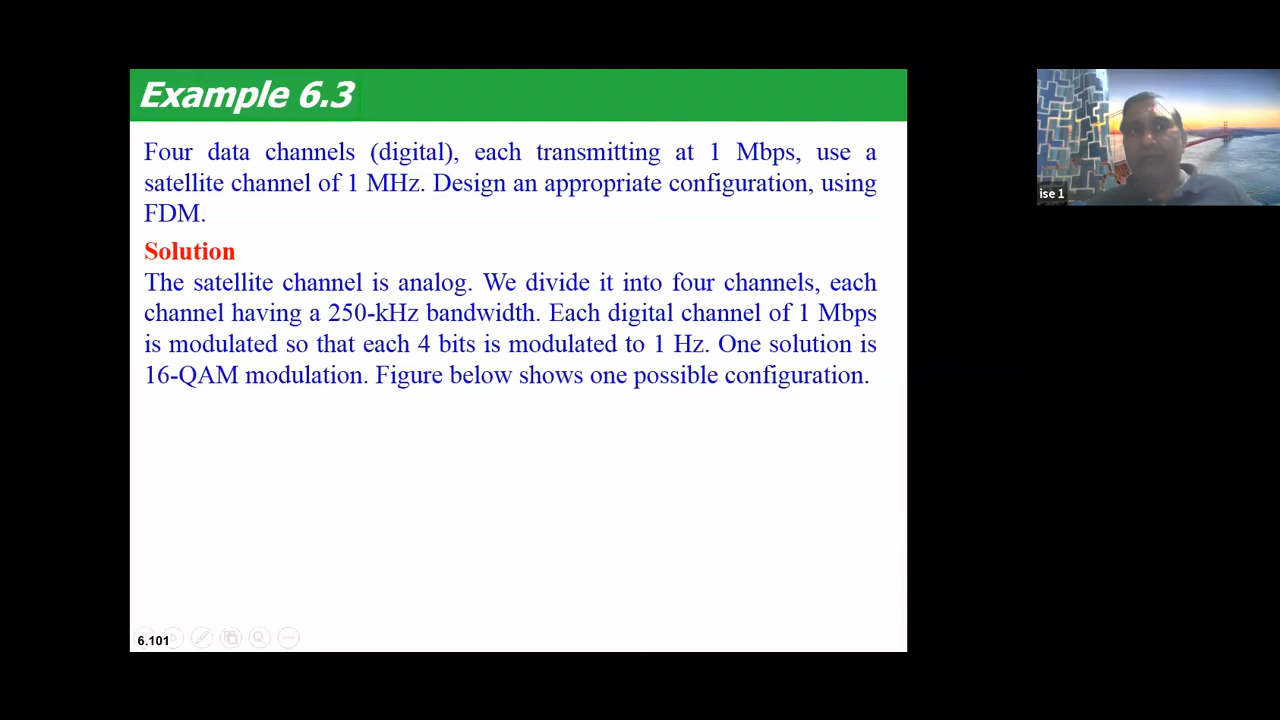 Example 6.3
Four data channels (digital), each transmitting at 1 Mbps, use a
satellite channel of 1 MHz. Design an appropriate configuration, using
FDM.
Solution
The satellite channel is analog. We divide it into four channels, each
channel having a 250-kHz bandwidth. Each digital channel of 1 Mbps
is modulated so that each 4 bits is modulated to 1 Hz. One solution is
16-QAM modulation. Figure below shows one possible configuration.
6.101
ise 1